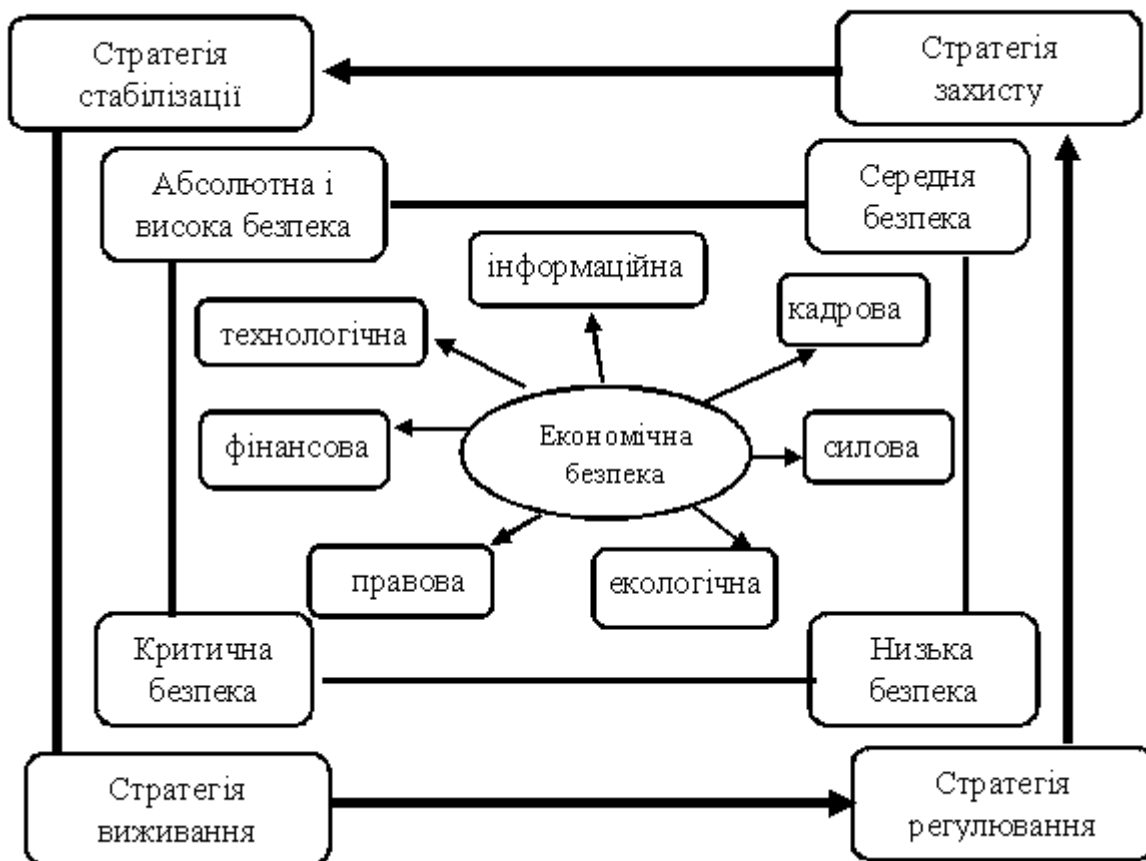 Стратегія
стабілізації
Стратегія
захисту
Абсолютна і
висока безпека
Середня
безпека
інформаційна
кадрова
технологічна
фінансова
Економічна
безпека
силова
правова
екологічна
Критична
безпека
Низька
безпека
Стратегія
виживання
Стратегія
регулювання